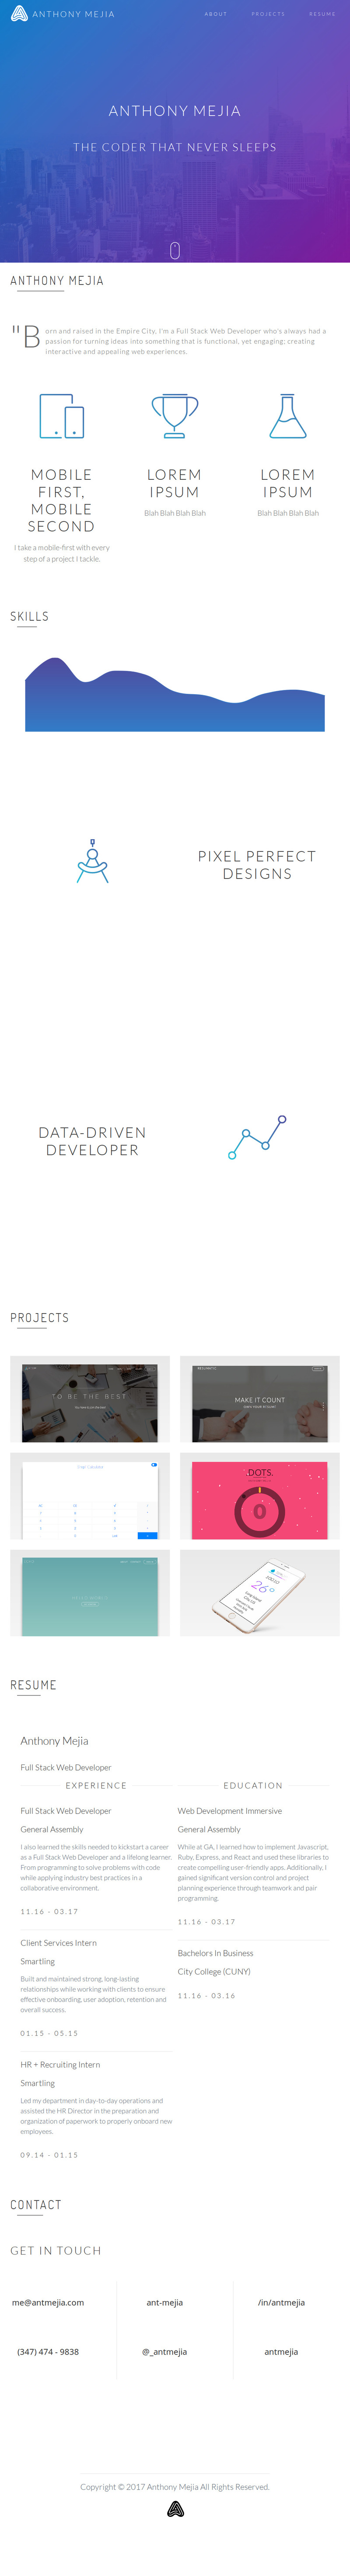 ANTHONY MEJIA
ABOUT
PROJECTS
RESUME
ANTHONY MEJIA
THE CODER THAT NEVER SLEEPS
ANTHONY MEJIA
"Born and raised in the Empire City, I'm a Full Stack Web Developer who's always had a
passion for turning ideas into something that is functional, yet engaging; creating
interactive and appealing web experiences.
MOBILE
FIRST,
MOBILE
SECOND
I take a mobile-first with every
step of a project I tackle.
LOREM
IPSUM
Blah Blah Blah Blah
LOREM
IPSUM
Blah Blah Blah Blah
SKILLS
PIXEL PERFECT
DESIGNS
DATA-DRIVEN
DEVELOPER
PROJECTS
TO BE THE BEST
MAKE IT COUNT
DOTS.
0
26°
RESUME
Anthony Mejia
Full Stack Web Developer
EXPERIENCE
Full Stack Web Developer
General Assembly
I also learned the skills needed to kickstart a career
as a Full Stack Web Developer and a lifelong learner.
From programming to solve problems with code
while applying industry best practices in a
collaborative environment.
11.16 - 03.17
Client Services Intern
Smartling
Built and maintained strong, long-lasting
relationships while working with clients to ensure
effective onboarding, user adoption, retention and
overall success.
01.15 - 05.15
HR + Recruiting Intern
Smartling
Led my department in day-to-day operations and
assisted the HR Director in the preparation and
organization of paperwork to properly onboard new
employees.
09.14 - 01.15
EDUCATION
Web Development Immersive
General Assembly
While at GA, I learned how to implement Javascript,
Ruby, Express, and React and used these libraries to
create compelling user-friendly apps. Additionally, I
gained significant version control and project
planning experience through teamwork and pair
programming.
11.16 - 03.17
Bachelors In Business
City College (CUNY)
11.16 - 03.16
CONTACT
GET IN TOUCH
me@antmejia.com
ant-mejia
/in/antmejia
(347) 474 - 9838
@_antmejia
antmejia
Copyright © 2017 Anthony Mejia All Rights Reserved.